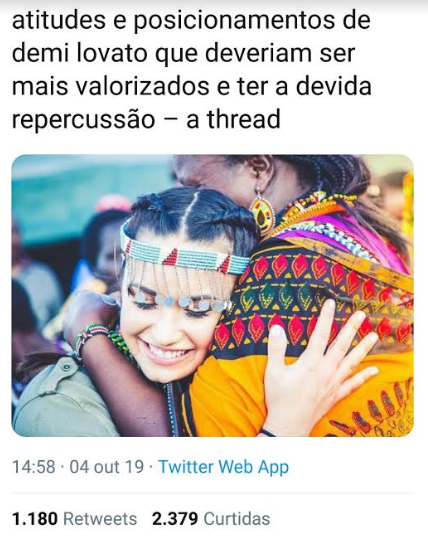 atitudes e posicionamentos de
demi lovato que deveriam ser
mais valorizados e ter a devida
repercussão – a thread
14:58 · 04 out 19 · Twitter Web App
1.180 Retweets 2.379 Curtidas